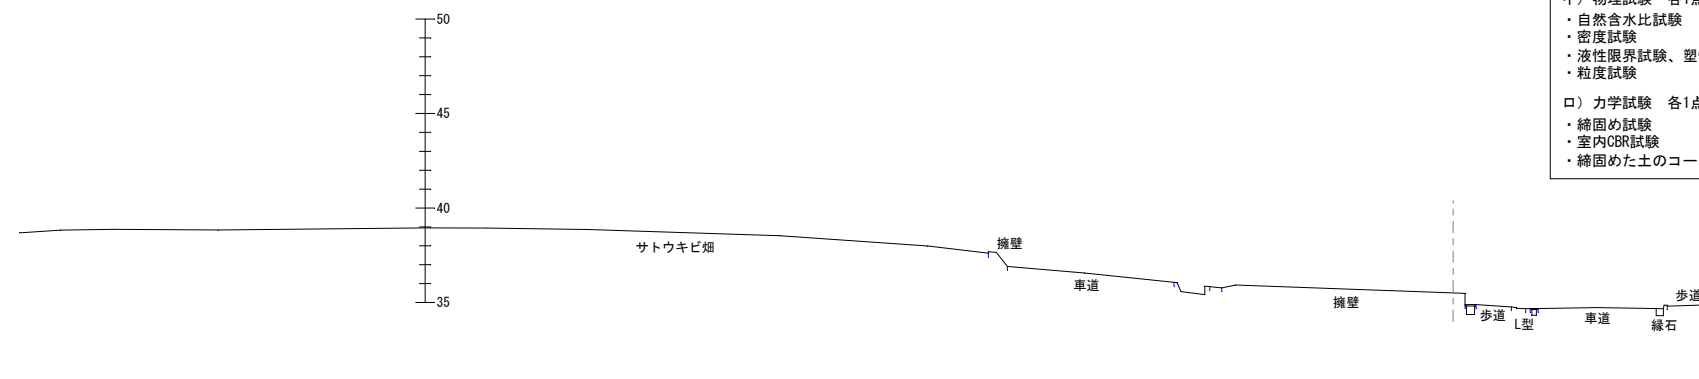 ・自然含水比試験
・密度試験
・液性限界試験、塑
・粒度試験
ロ) 力学試験　各1点
・締固め試験
・室内CBR試験
・締固めた土のコー
50
45
40
35
サトウキビ畑
擁壁
車道
擁壁
歩道
L型
車道
縁石
歩道